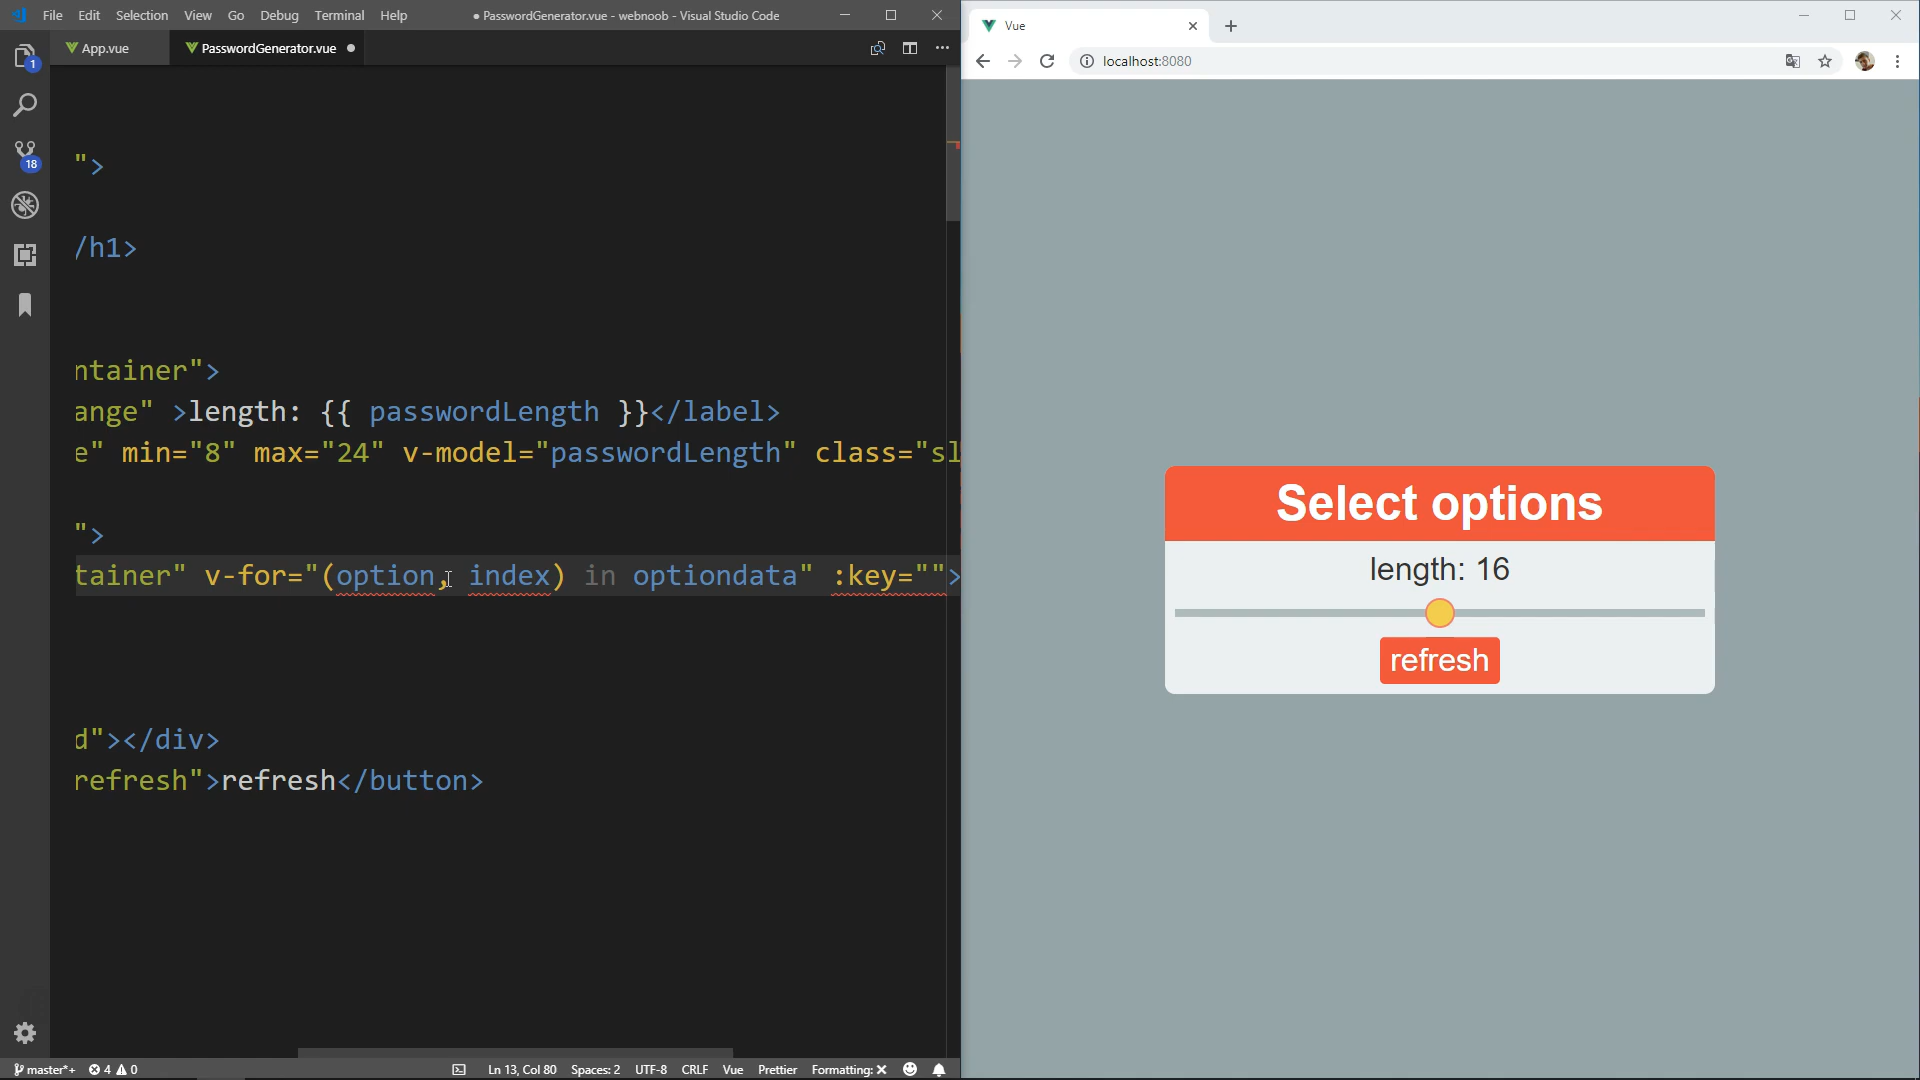 File Edit Selection View Go Debug Terminal Help
● PasswordGenerator.vue - webnoob - Visual Studio Code
App.vue
PasswordGenerator.vue
1
18
">
/h1>
ntainer">
ange" >length: {{ passwordLength }}</label>
e" min="8" max="24" v-model="passwordLength" class="sl
">
tainer" v-for="(option, index) in optiondata" :key="">
d"></div>
refresh">refresh</button>
master*+ 4 0 Ln 13, Col 80 Spaces: 2 UTF-8 CRLF Vue Prettier Formatting: ✕
Vue
localhost:8080
Select options
length: 16
refresh